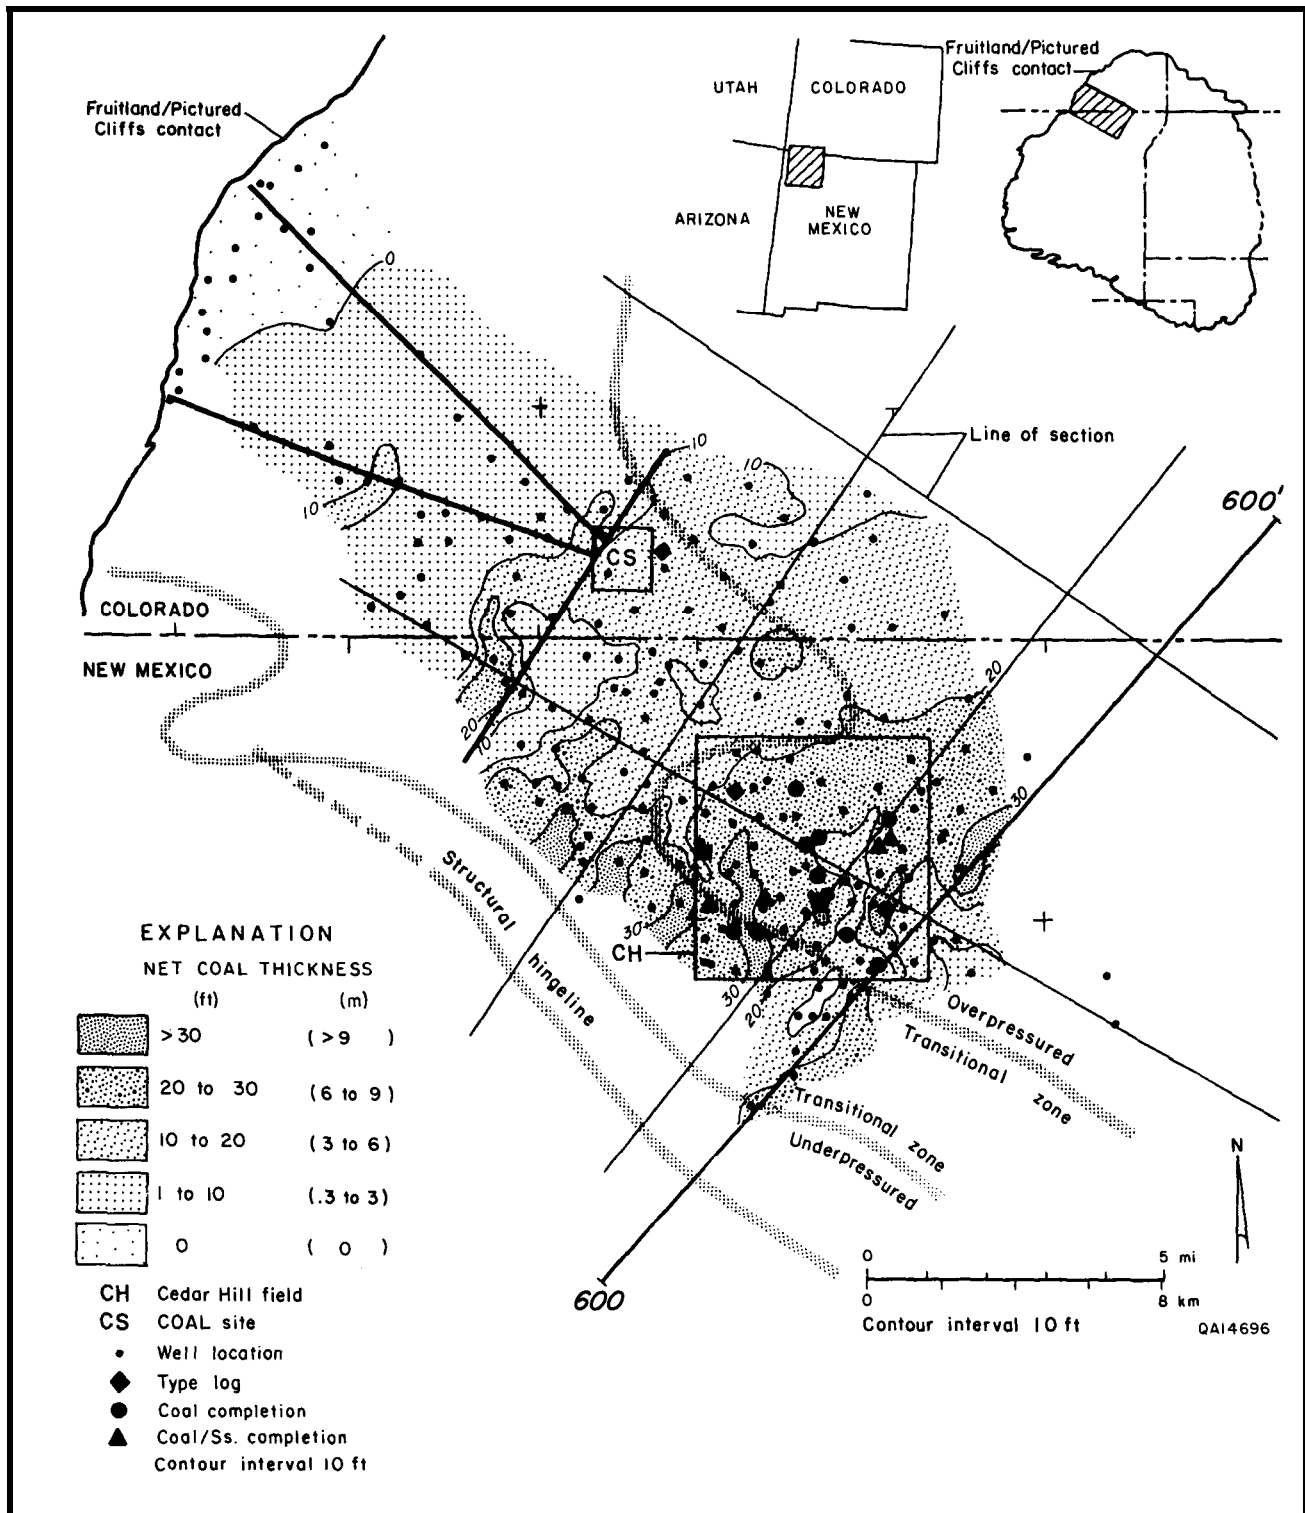 Fruitland/Pictured
Cliffs contact
UTAH
COLORADO
ARIZONA
NEW
MEXICO
Fruitland/Pictured
Cliffs contact
0
10
10
10
CS
Line of section
600'
COLORADO
NEW MEXICO
20
10
20
30
30
CH
30
20
Structural
hingeline
Overpressured
Transitional
zone
Transitional
zone
Underpressured
600
N
EXPLANATION
NET COAL THICKNESS
(ft) (m)
>30 (>9 )
20 to 30 (6 to 9)
10 to 20 (3 to 6)
1 to 10 (.3 to 3)
0 ( 0 )
CH Cedar Hill field
CS COAL site
Well location
Type log
Coal completion
Coal/Ss. completion
Contour interval 10 ft
0 5 mi
0 8 km
Contour interval 10 ft
QA14696